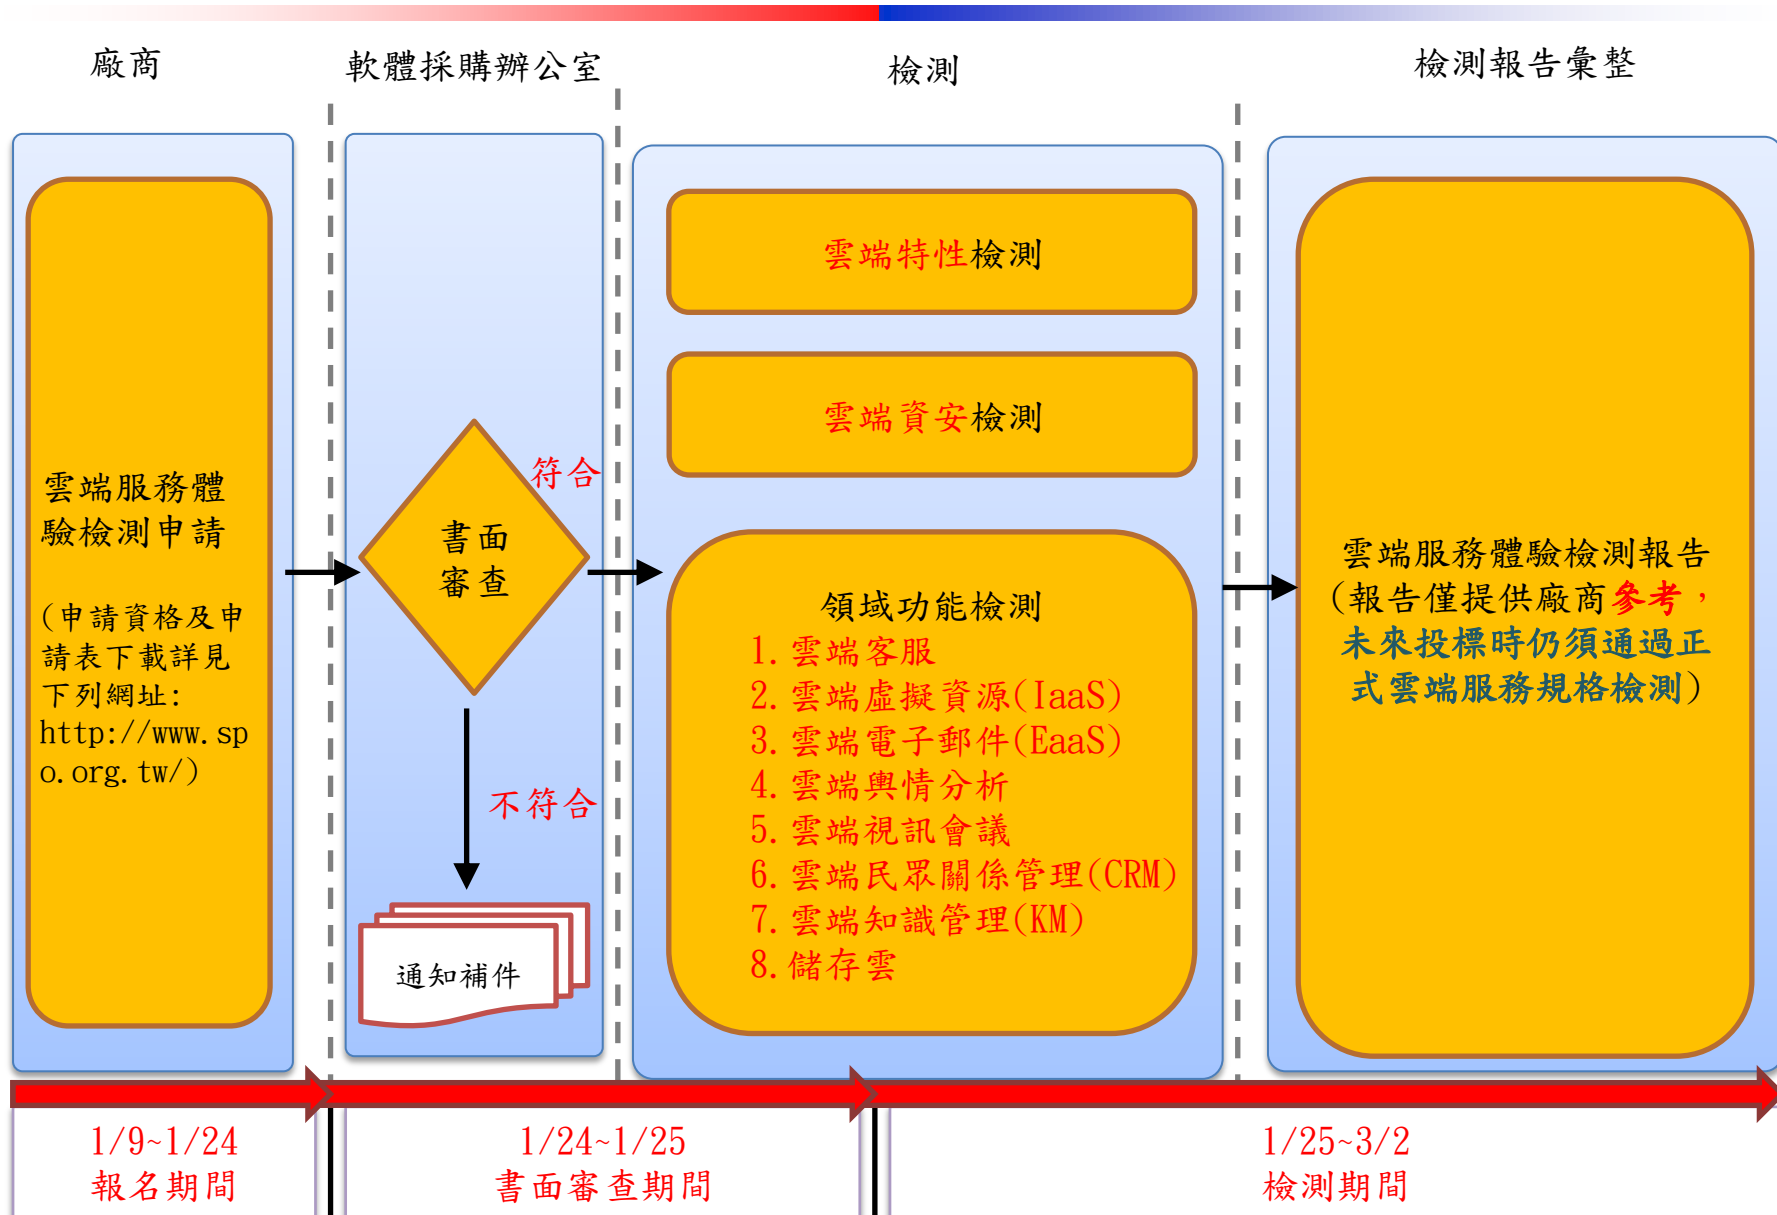 廠商
軟體採購辦公室
檢測
檢測報告彙整
雲端服務體
驗檢測申請
(申請資格及申
請表下載詳見
下列網址:
http://www.sp
o.org.tw/)
符合
書面
審查
不符合
通知補件
雲端特性檢測
雲端資安檢測
領域功能檢測
1.雲端客服
2.雲端虛擬資源(IaaS)
3.雲端電子郵件(EaaS)
4.雲端輿情分析
5.雲端視訊會議
6.雲端民眾關係管理(CRM)
7.雲端知識管理(KM)
8.儲存雲
雲端服務體驗檢測報告
(報告僅提供廠商參考，
未來投標時仍須通過正
式雲端服務規格檢測)
1/9~1/24
報名期間
1/24~1/25
書面審查期間
1/25~3/2
檢測期間